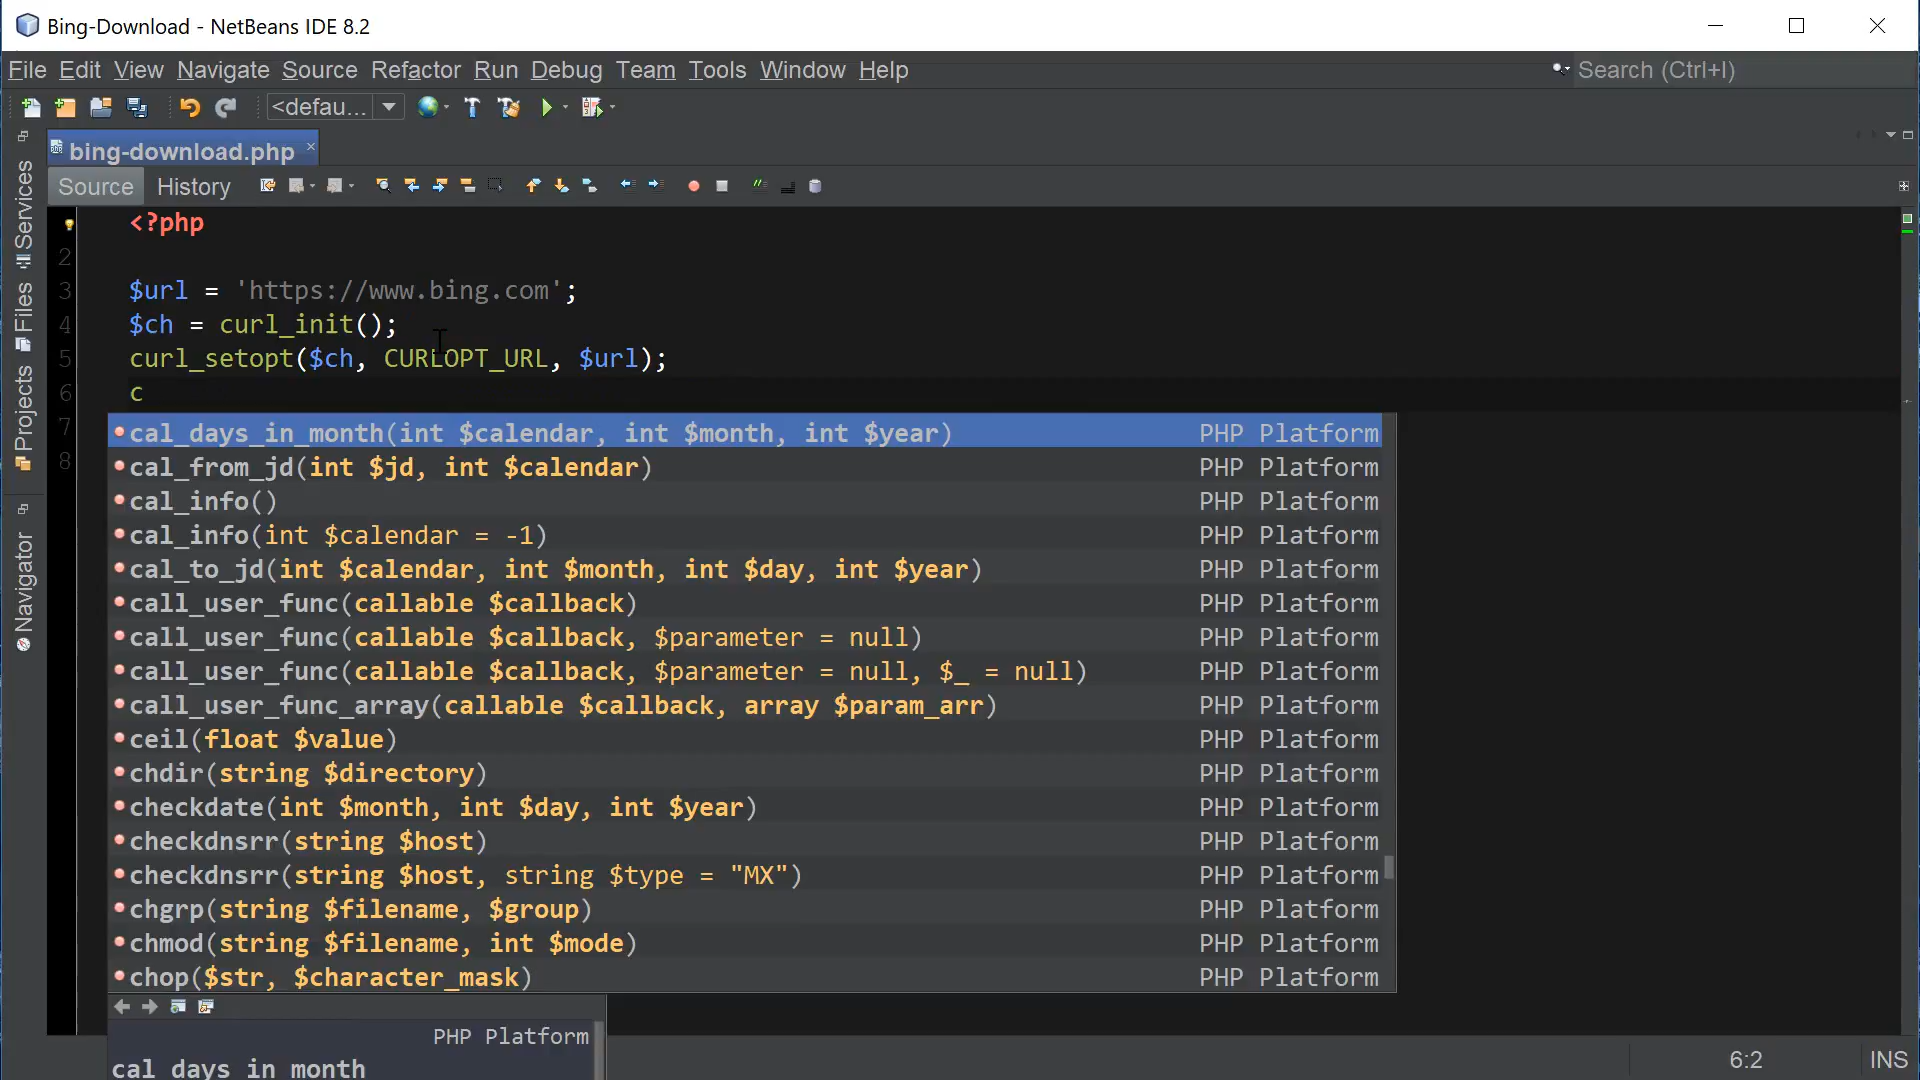 Bing-Download - NetBeans IDE 8.2
File Edit View Navigate Source Refactor Run Debug Team Tools Window Help
Search (Ctrl+I)
<defau...
bing-download.php
Source History
Services
Files
Projects
Navigator
<?php
2
3 $url = 'https://www.bing.com';
4 $ch = curl_init();
5 curl_setopt($ch, CURLOPT_URL, $url);
6 c
7
8
cal_days_in_month(int $calendar, int $month, int $year) PHP Platform
cal_from_jd(int $jd, int $calendar) PHP Platform
cal_info() PHP Platform
cal_info(int $calendar = -1) PHP Platform
cal_to_jd(int $calendar, int $month, int $day, int $year) PHP Platform
call_user_func(callable $callback) PHP Platform
call_user_func(callable $callback, $parameter = null) PHP Platform
call_user_func(callable $callback, $parameter = null, $_ = null) PHP Platform
call_user_func_array(callable $callback, array $param_arr) PHP Platform
ceil(float $value) PHP Platform
chdir(string $directory) PHP Platform
checkdate(int $month, int $day, int $year) PHP Platform
checkdnsrr(string $host) PHP Platform
checkdnsrr(string $host, string $type = "MX") PHP Platform
chgrp(string $filename, $group) PHP Platform
chmod(string $filename, int $mode) PHP Platform
chop($str, $character_mask) PHP Platform
PHP Platform
cal_days_in_month
6:2 INS